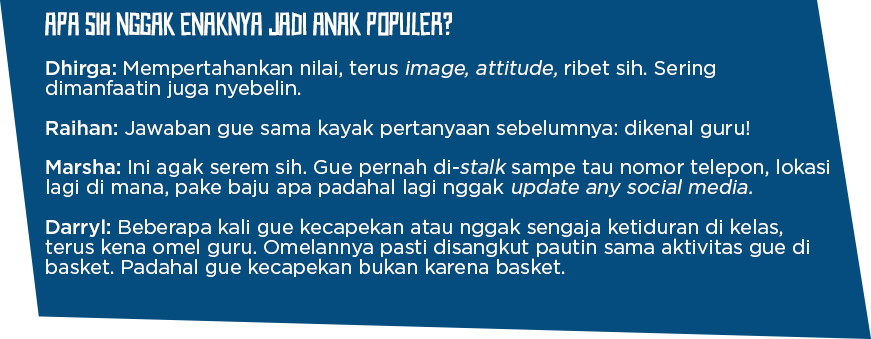 APA SIH NGGAK ENAKNYA JADI ANAK POPULER?
Dhirga: Mempertahankan nilai, terus image, attitude, ribet sih. Sering
dimanfaatin juga nyebelin.
Raihan: Jawaban gue sama kayak pertanyaan sebelumnya: dikenal guru!
Marsha: Ini agak serem sih. Gue pernah di-stalk sampe tau nomor telepon, lokasi
lagi di mana, pake baju apa padahal lagi nggak update any social media.
Darryl: Beberapa kali gue kecapekan atau nggak sengaja ketiduran di kelas,
terus kena omel guru. Omelannya pasti disangkut pautin sama aktivitas gue di
basket. Padahal gue kecapekan bukan karena basket.